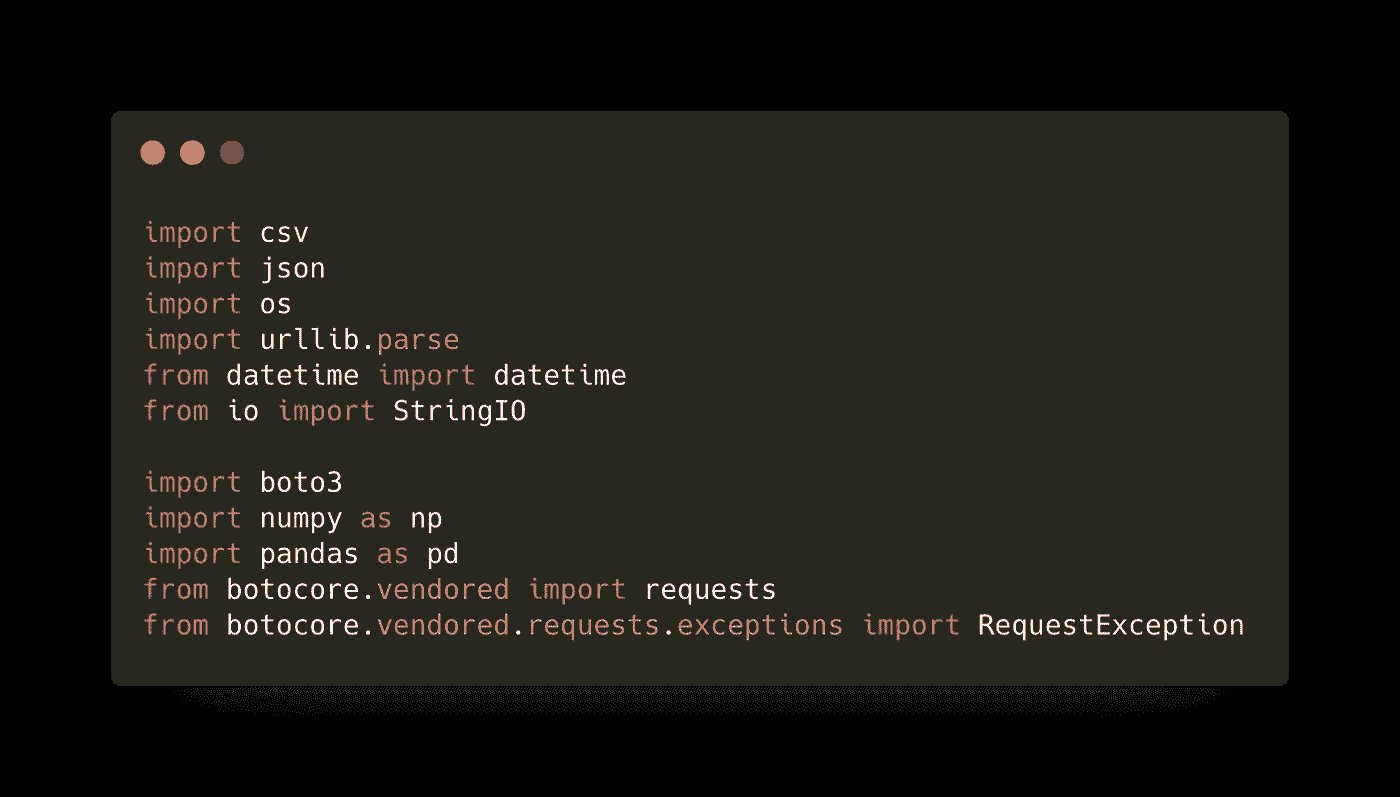 import csv
import json
import os
import urllib.parse
from datetime import datetime
from io import StringIO

import boto3
import numpy as np
import pandas as pd
from botocore.vendored import requests
from botocore.vendored.requests.exceptions import RequestException